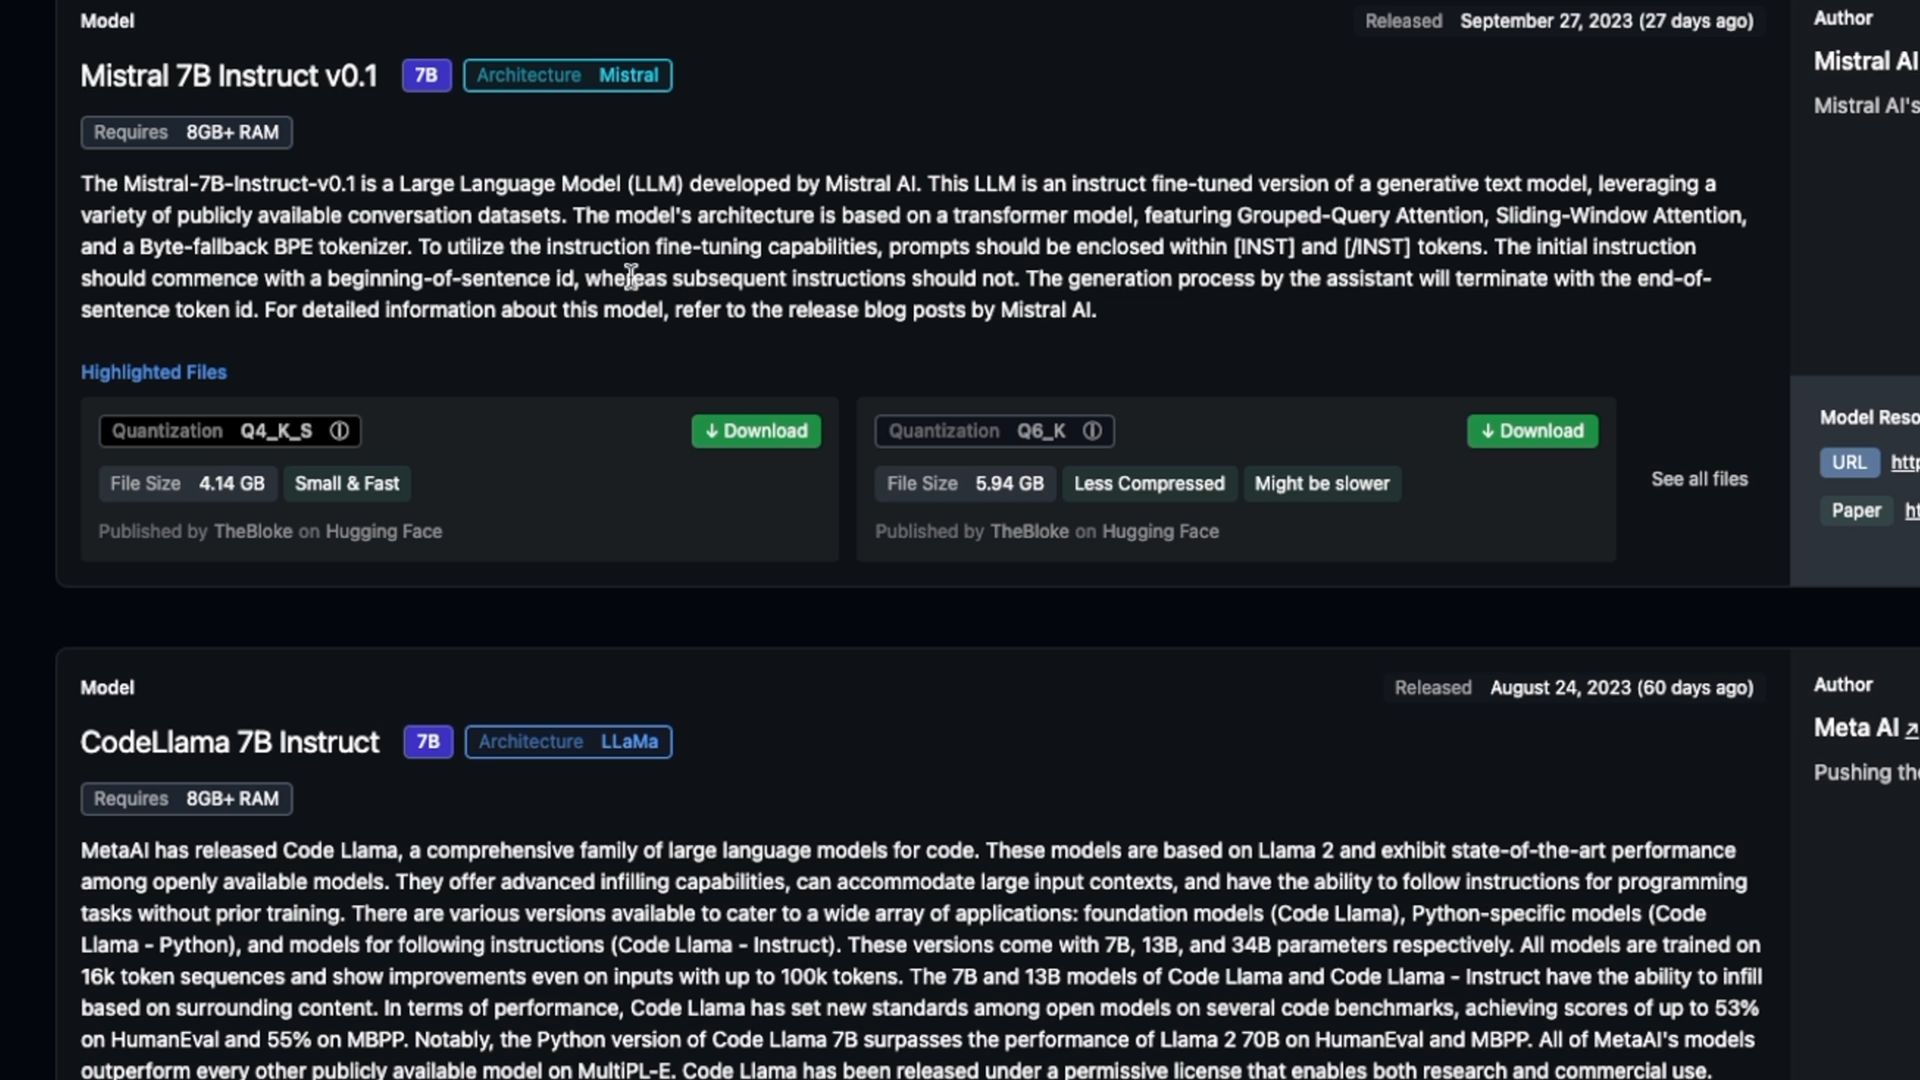 Model
Released September 27, 2023 (27 days ago)
Author
Mistral 7B Instruct v0.1 7B Architecture Mistral
Mistral AI
Requires 8GB+ RAM
Mistral AI's
The Mistral-7B-Instruct-v0.1 is a Large Language Model (LLM) developed by Mistral AI. This LLM is an instruct fine-tuned version of a generative text model, leveraging a
variety of publicly available conversation datasets. The model's architecture is based on a transformer model, featuring Grouped-Query Attention, Sliding-Window Attention,
and a Byte-fallback BPE tokenizer. To utilize the instruction fine-tuning capabilities, prompts should be enclosed within [INST] and [/INST] tokens. The initial instruction
should commence with a beginning-of-sentence id, whereas subsequent instructions should not. The generation process by the assistant will terminate with the end-of-
sentence token id. For detailed information about this model, refer to the release blog posts by Mistral AI.
Highlighted Files
Quantization Q4_K_S Download
File Size 4.14 GB Small & Fast
Published by TheBloke on Hugging Face
Quantization Q6_K Download
File Size 5.94 GB Less Compressed Might be slower
Published by TheBloke on Hugging Face
See all files
Model Reso
URL http
Paper ht
Model
Released August 24, 2023 (60 days ago)
Author
CodeLlama 7B Instruct 7B Architecture LLaMa
Meta AI
Requires 8GB+ RAM
Pushing the
MetaAI has released Code Llama, a comprehensive family of large language models for code. These models are based on Llama 2 and exhibit state-of-the-art performance
among openly available models. They offer advanced infilling capabilities, can accommodate large input contexts, and have the ability to follow instructions for programming
tasks without prior training. There are various versions available to cater to a wide array of applications: foundation models (Code Llama), Python-specific models (Code
Llama - Python), and models for following instructions (Code Llama - Instruct). These versions come with 7B, 13B, and 34B parameters respectively. All models are trained on
16k token sequences and show improvements even on inputs with up to 100k tokens. The 7B and 13B models of Code Llama and Code Llama - Instruct have the ability to infill
based on surrounding content. In terms of performance, Code Llama has set new standards among open models on several code benchmarks, achieving scores of up to 53%
on HumanEval and 55% on MBPP. Notably, the Python version of Code Llama 7B surpasses the performance of Llama 2 70B on HumanEval and MBPP. All of MetaAI's models
outperform every other publicly available model on MultiPL-E. Code Llama has been released under a permissive license that enables both research and commercial use.